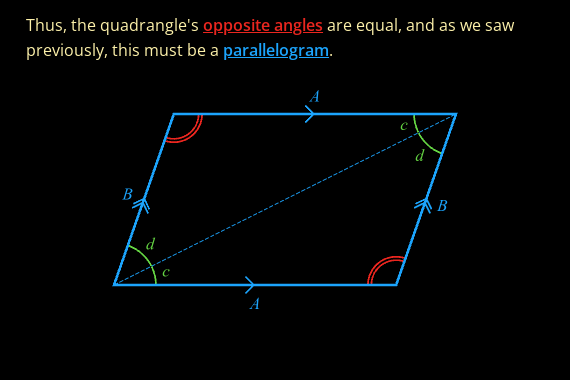 Thus, the quadrangle's opposite angles are equal, and as we saw
previously, this must be a parallelogram.
A
c
d
B
B
d
c
A